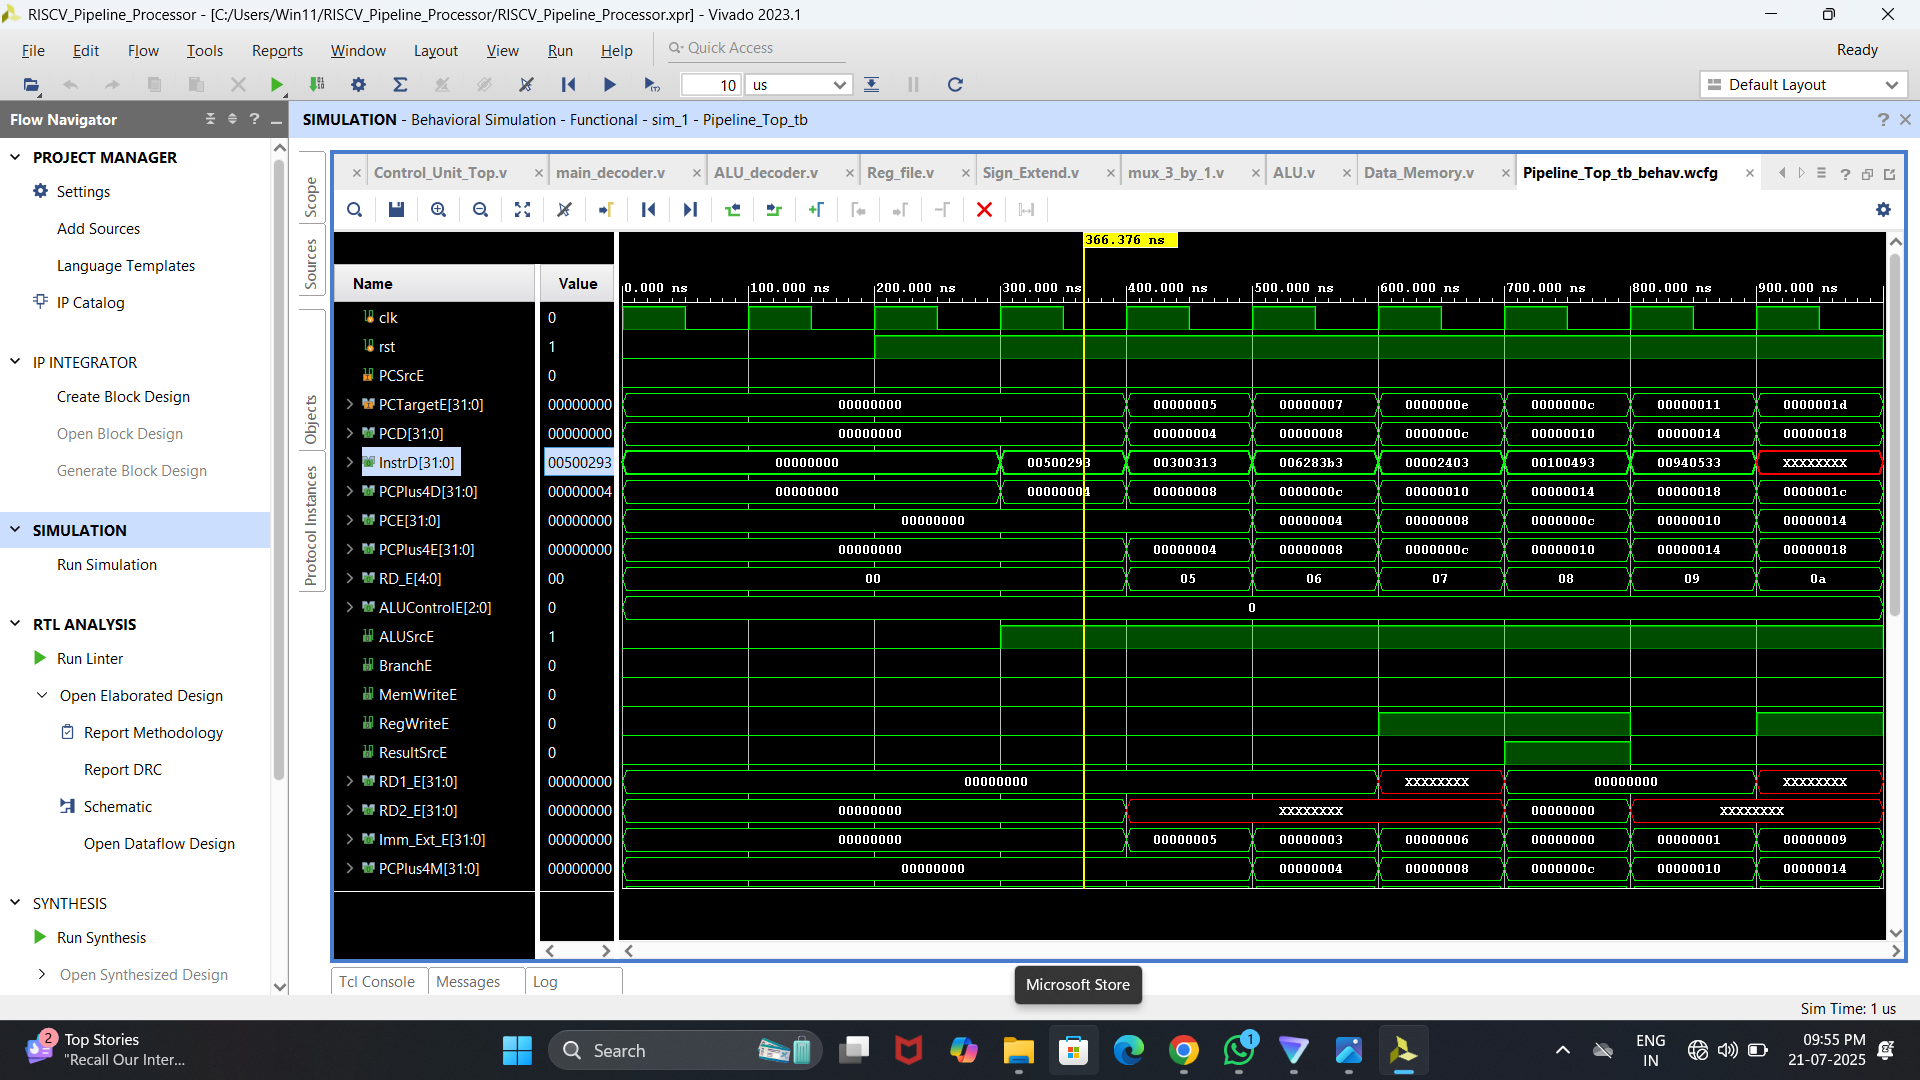 RISCV_Pipeline_Processor - [C:/Users/Win11/RISCV_Pipeline_Processor/RISCV_Pipeline_Processor.xpr] - Vivado 2023.1
File Edit Flow Tools Reports Window Layout View Run Help Quick Access Ready
10 us Default Layout
Flow Navigator
SIMULATION - Behavioral Simulation - Functional - sim_1 - Pipeline_Top_tb
PROJECT MANAGER
Settings
Add Sources
Language Templates
IP Catalog
IP INTEGRATOR
Create Block Design
Open Block Design
Generate Block Design
SIMULATION
Run Simulation
RTL ANALYSIS
Run Linter
Open Elaborated Design
Report Methodology
Report DRC
Schematic
Open Dataflow Design
SYNTHESIS
Run Synthesis
Open Synthesized Design
Scope
Sources
Objects
Protocol Instances
Control_Unit_Top.v main_decoder.v ALU_decoder.v Reg_file.v Sign_Extend.v mux_3_by_1.v ALU.v Data_Memory.v Pipeline_Top_tb_behav.wcfg
366.376 ns
Name Value
0.000 ns 100.000 ns 200.000 ns 300.000 ns 400.000 ns 500.000 ns 600.000 ns 700.000 ns 800.000 ns 900.000 ns
clk 0
rst 1
PCSrcE 0
PCTargetE[31:0] 00000000 00000000 00000005 00000007 0000000e 0000000c 00000011 0000001d
PCD[31:0] 00000000 00000000 00000004 00000008 0000000c 00000010 00000014 00000018
InstrD[31:0] 00500293 00000000 00500293 00300313 006283b3 00002403 00100493 00940533 XXXXXXXX
PCPlus4D[31:0] 00000004 00000000 00000004 00000008 0000000c 00000010 00000014 00000018 0000001c
PCE[31:0] 00000000 00000000 00000004 00000008 0000000c 00000010 00000014
PCPlus4E[31:0] 00000000 00000000 00000004 00000008 0000000c 00000010 00000014 00000018
RD_E[4:0] 00 00 05 06 07 08 09 0a
ALUControlE[2:0] 0 0
ALUSrcE 1
BranchE 0
MemWriteE 0
RegWriteE 0
ResultSrcE 0
RD1_E[31:0] 00000000 00000000 XXXXXXXX 00000000 XXXXXXXX
RD2_E[31:0] 00000000 00000000 XXXXXXXX 00000000 XXXXXXXX
Imm_Ext_E[31:0] 00000000 00000000 00000005 00000003 00000006 00000000 00000001 00000009
PCPlus4M[31:0] 00000000 00000000 00000004 00000008 0000000c 00000010 00000014
Tcl Console Messages Log
Microsoft Store
Sim Time: 1 us
2
Top Stories
"Recall Our Inter...
Search
1
ENG
IN
09:55 PM
21-07-2025